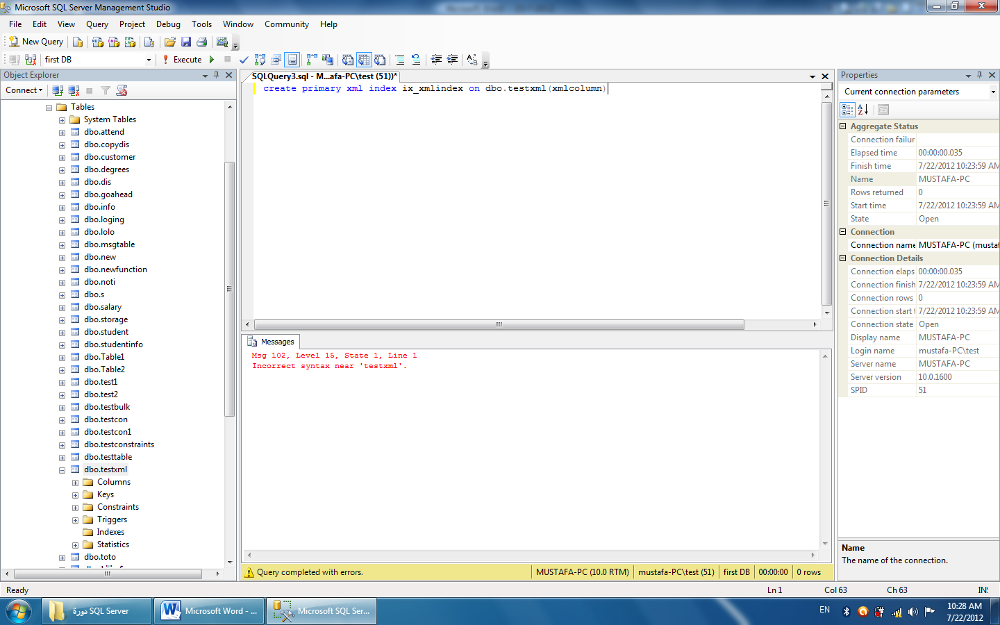 Microsoft SQL Server Management Studio
File Edit View Query Project Debug Tools Window Community Help
New Query
first DB Execute
Object Explorer
Connect
Tables
System Tables
dbo.attend
dbo.copydis
dbo.customer
dbo.degrees
dbo.dis
dbo.goahead
dbo.info
dbo.loging
dbo.lolo
dbo.msgtable
dbo.new
dbo.newfunction
dbo.noti
dbo.s
dbo.salary
dbo.storage
dbo.student
dbo.studentinfo
dbo.Table1
dbo.Table2
dbo.test1
dbo.test2
dbo.testbulk
dbo.testcon
dbo.testcon1
dbo.testconstraints
dbo.testtable
dbo.testxml
Columns
Keys
Constraints
Triggers
Indexes
Statistics
dbo.toto
SQLQuery3.sql - M...afa-PC\test (51))*
create primary xml index ix_xmlindex on dbo.testxml(xmlcolumn)
Messages
Msg 102, Level 15, State 1, Line 1
Incorrect syntax near 'testxml'.
Query completed with errors. MUSTAFA-PC (10.0 RTM) mustafa-PC\test (51) first DB 00:00:00 0 rows
Properties
Current connection parameters
Aggregate Status
Connection failur
Elapsed time 00:00:00.035
Finish time 7/22/2012 10:23:59 AM
Name MUSTAFA-PC
Rows returned 0
Start time 7/22/2012 10:23:59 AM
State Open
Connection
Connection name MUSTAFA-PC (mustaf
Connection Details
Connection elaps 00:00:00.035
Connection finish 7/22/2012 10:23:59 AM
Connection rows 0
Connection start t 7/22/2012 10:23:59 AM
Connection state Open
Display name MUSTAFA-PC
Login name mustafa-PC\test
Server name MUSTAFA-PC
Server version 10.0.1600
SPID 51
Name
The name of the connection.
Ready Ln 1 Col 63 Ch 63 INS
دورة SQL Server
Microsoft Word - ...
Microsoft SQL Ser...
EN
10:28 AM
7/22/2012